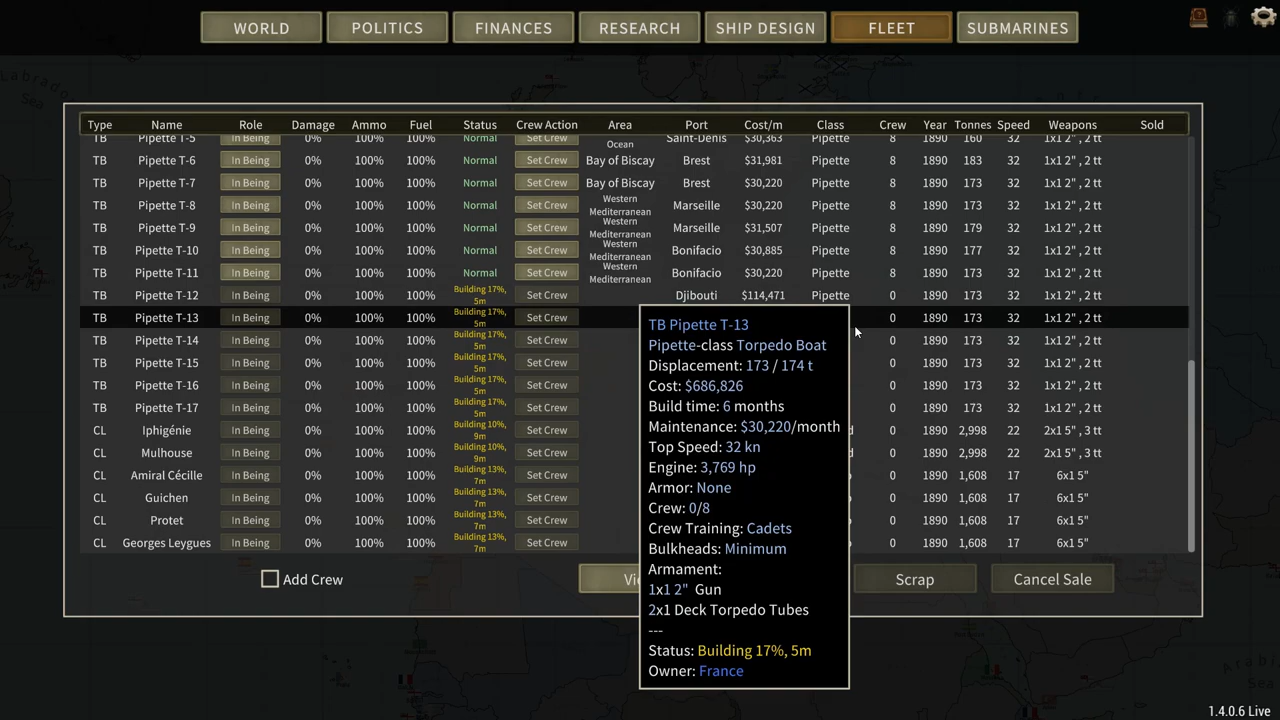 WORLD POLITICS FINANCES RESEARCH SHIP DESIGN FLEET SUBMARINES
Type Name Role Damage Ammo Fuel Status Crew Action Area Port Cost/m Class Crew Year Tonnes Speed Weapons Sold
TB Pipette T-5 In Being 0% 100% 100% Normal Set Crew Ocean Saint-Denis $30,363 Pipette 8 1890 160 32 1x1 2" , 2 tt
TB Pipette T-6 In Being 0% 100% 100% Normal Set Crew Bay of Biscay Brest $31,981 Pipette 8 1890 183 32 1x1 2" , 2 tt
TB Pipette T-7 In Being 0% 100% 100% Normal Set Crew Bay of Biscay Brest $30,220 Pipette 8 1890 173 32 1x1 2" , 2 tt
TB Pipette T-8 In Being 0% 100% 100% Normal Set Crew Western Mediterranean Marseille $30,220 Pipette 8 1890 173 32 1x1 2" , 2 tt
TB Pipette T-9 In Being 0% 100% 100% Normal Set Crew Western Mediterranean Marseille $31,507 Pipette 8 1890 179 32 1x1 2" , 2 tt
TB Pipette T-10 In Being 0% 100% 100% Normal Set Crew Western Mediterranean Bonifacio $30,885 Pipette 8 1890 177 32 1x1 2" , 2 tt
TB Pipette T-11 In Being 0% 100% 100% Normal Set Crew Western Mediterranean Bonifacio $30,220 Pipette 8 1890 173 32 1x1 2" , 2 tt
TB Pipette T-12 In Being 0% 100% 100% Building 17%, 5m Set Crew Djibouti $114,471 Pipette 0 1890 173 32 1x1 2" , 2 tt
TB Pipette T-13 In Being 0% 100% 100% Building 17%, 5m Set Crew 0 1890 173 32 1x1 2" , 2 tt
TB Pipette T-14 In Being 0% 100% 100% Building 17%, 5m Set Crew 0 1890 173 32 1x1 2" , 2 tt
TB Pipette T-15 In Being 0% 100% 100% Building 17%, 5m Set Crew 0 1890 173 32 1x1 2" , 2 tt
TB Pipette T-16 In Being 0% 100% 100% Building 17%, 5m Set Crew 0 1890 173 32 1x1 2" , 2 tt
TB Pipette T-17 In Being 0% 100% 100% Building 17%, 5m Set Crew 0 1890 173 32 1x1 2" , 2 tt
CL Iphigénie In Being 0% 100% 100% Building 10%, 9m Set Crew 0 1890 2,998 22 2x1 5" , 3 tt
CL Mulhouse In Being 0% 100% 100% Building 10%, 9m Set Crew 0 1890 2,998 22 2x1 5" , 3 tt
CL Amiral Cécille In Being 0% 100% 100% Building 13%, 7m Set Crew 0 1890 1,608 17 6x1 5"
CL Guichen In Being 0% 100% 100% Building 13%, 7m Set Crew 0 1890 1,608 17 6x1 5"
CL Protet In Being 0% 100% 100% Building 13%, 7m Set Crew 0 1890 1,608 17 6x1 5"
CL Georges Leygues In Being 0% 100% 100% Building 13%, 7m Set Crew 0 1890 1,608 17 6x1 5"
TB Pipette T-13
Pipette-class Torpedo Boat
Displacement: 173 / 174 t
Cost: $686,826
Build time: 6 months
Maintenance: $30,220/month
Top Speed: 32 kn
Engine: 3,769 hp
Armor: None
Crew: 0/8
Crew Training: Cadets
Bulkheads: Minimum
Armament:
1x1 2" Gun
2x1 Deck Torpedo Tubes
---
Status: Building 17%, 5m
Owner: France
Add Crew Scrap Cancel Sale
1.4.0.6 Live